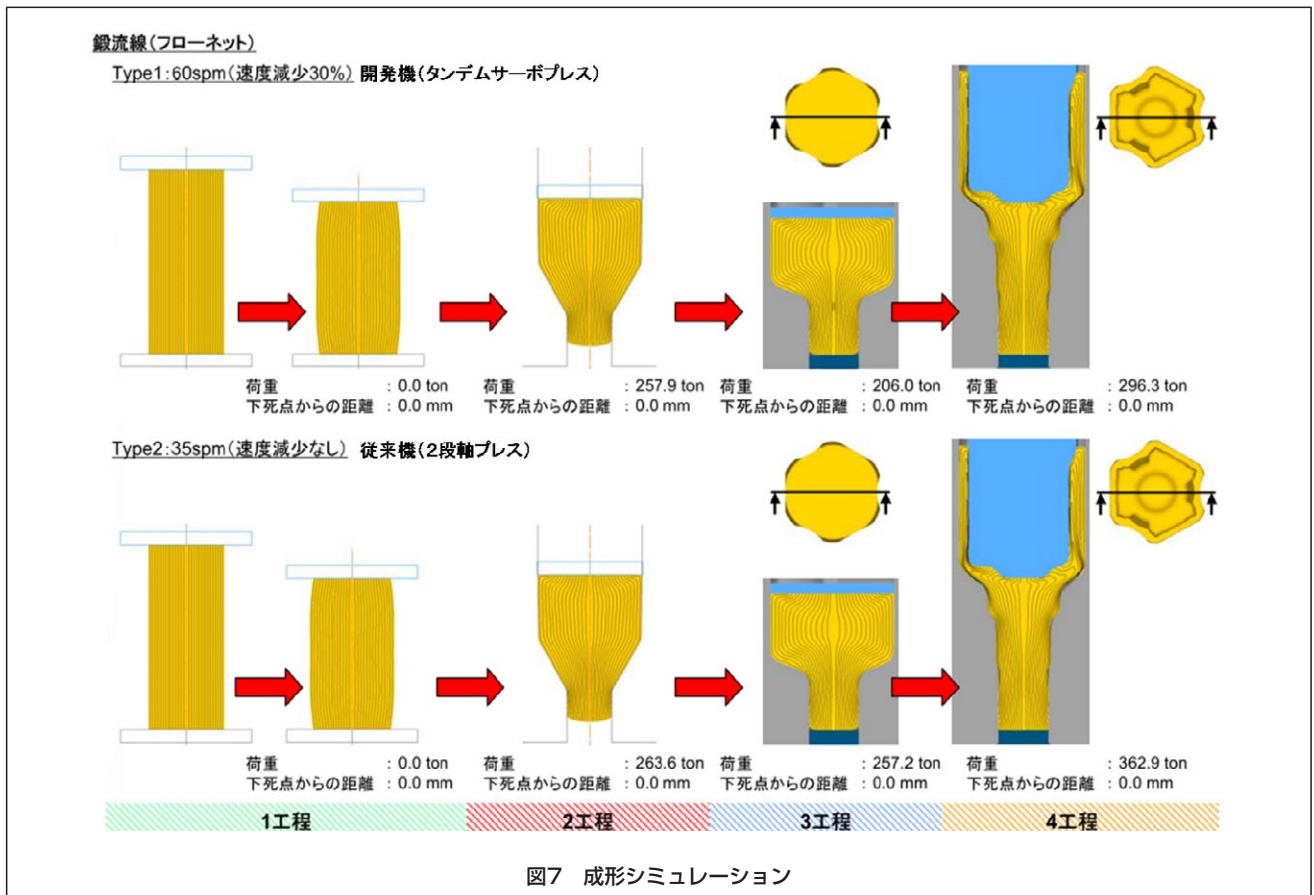 鍛流線(フローネット)
Type1:60spm(速度減少30%) 開発機(タンデムサーボプレス)
荷重 : 0.0 ton 荷重 : 257.9 ton 荷重 : 206.0 ton 荷重 : 296.3 ton
下死点からの距離 : 0.0 mm 下死点からの距離 : 0.0 mm 下死点からの距離 : 0.0 mm 下死点からの距離 : 0.0 mm
Type2:35spm(速度減少なし) 従来機(2段軸プレス)
荷重 : 0.0 ton 荷重 : 263.6 ton 荷重 : 257.2 ton 荷重 : 362.9 ton
下死点からの距離 : 0.0 mm 下死点からの距離 : 0.0 mm 下死点からの距離 : 0.0 mm 下死点からの距離 : 0.0 mm
1工程 2工程 3工程 4工程
図7 成形シミュレーション